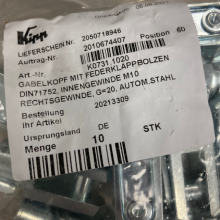 Kipp
LIEFERSCHEIN Nr. 2050718946
Auftrag-Nr. 2010674407 Position 60
Art.-Nr. K0731.1020
GABELKOPF MIT FEDERKLAPPBOLZEN
DIN71752, INNENGEWINDE M10
RECHTSGEWINDE, G=20, AUTOM.STAHL
Bestellung 20213309
Ihr Artikel
Ursprungsland DE
Menge 10 STK